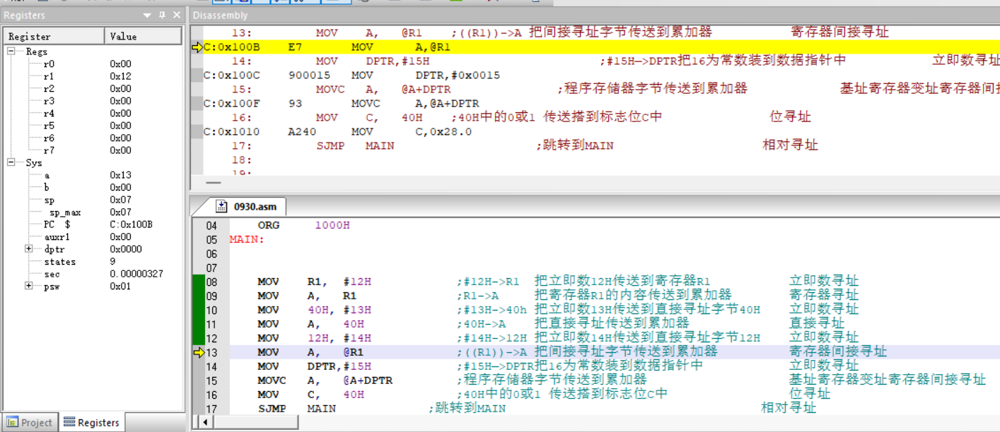 Registers
Register Value
Regs
r0 0x00
r1 0x12
r2 0x00
r3 0x00
r4 0x00
r5 0x00
r6 0x00
r7 0x00
Sys
a 0x13
b 0x00
sp 0x07
sp_max 0x07
PC $ C:0x100B
auxr1 0x00
dptr 0x0000
states 9
sec 0.00000327
psw 0x01
Project Registers
Disassembly
13: MOV A, @R1 ;((R1))->A 把间接寻址字节传送到累加器 寄存器间接寻址
C:0x100B E7 MOV A,@R1
14: MOV DPTR,#15H ;#15H—>DPTR把16为常数装到数据指针中 立即数寻址
C:0x100C 900015 MOV DPTR,#0x0015
15: MOVC A, @A+DPTR ;程序存储器字节传送到累加器 基址寄存器变址寄存器间接
C:0x100F 93 MOVC A,@A+DPTR
16: MOV C, 40H ;40H中的0或1 传送搭到标志位C中 位寻址
C:0x1010 A240 MOV C,0x28.0
17: SJMP MAIN ;跳转到MAIN 相对寻址
18:
19:
0930.asm
04 ORG 1000H
05 MAIN:
06
07
08 MOV R1, #12H ;#12H->R1 把立即数12H传送到寄存器R1 立即数寻址
09 MOV A, R1 ;R1->A 把寄存器R1的内容传送到累加器 寄存器寻址
10 MOV 40H, #13H ;#13H->40h 把立即数13H传送到直接寻址字节40H 立即数寻址
11 MOV A, 40H ;40H->A 把直接寻址传送到累加器 直接寻址
12 MOV 12H, #14H ;#14H->12H 把立即数14H传送到直接寻址字节12H 立即数寻址
13 MOV A, @R1 ;((R1))->A 把间接寻址字节传送到累加器 寄存器间接寻址
14 MOV DPTR,#15H ;#15H—>DPTR把16为常数装到数据指针中 立即数寻址
15 MOVC A, @A+DPTR ;程序存储器字节传送到累加器 基址寄存器变址寄存器间接寻址
16 MOV C, 40H ;40H中的0或1 传送搭到标志位C中 位寻址
17 SJMP MAIN ;跳转到MAIN 相对寻址